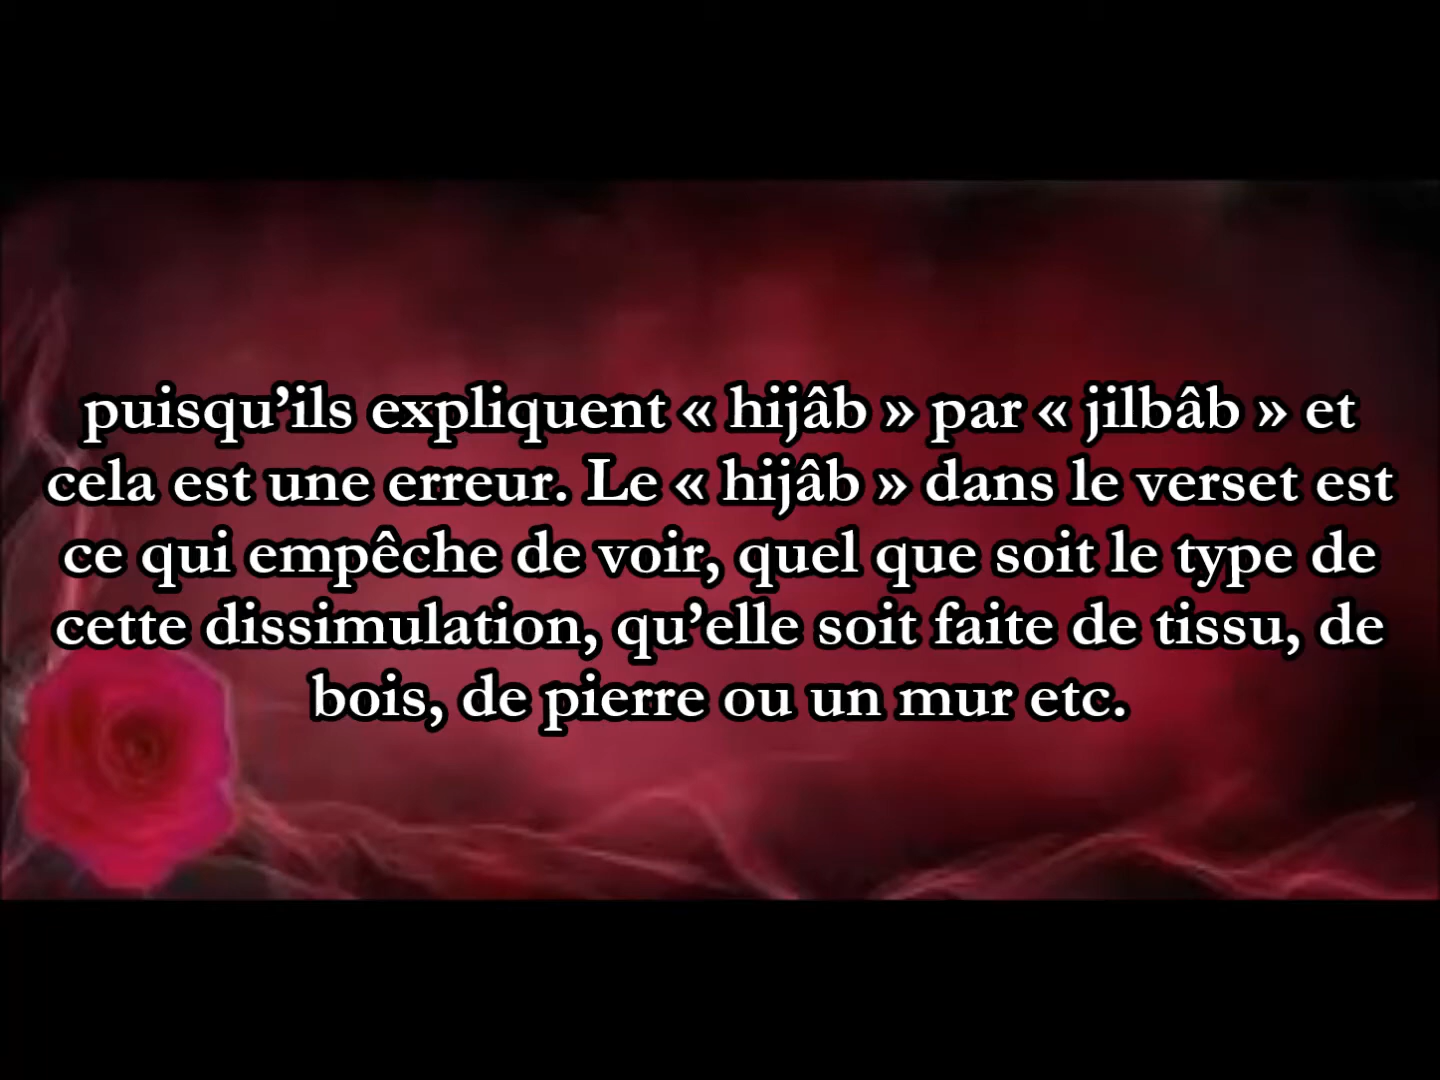 puisqu’ils expliquent « hijâb » par « jilbâb » et
cela est une erreur. Le « hijâb » dans le verset est
ce qui empêche de voir, quel que soit le type de
cette dissimulation, qu’elle soit faite de tissu, de
bois, de pierre ou un mur etc.